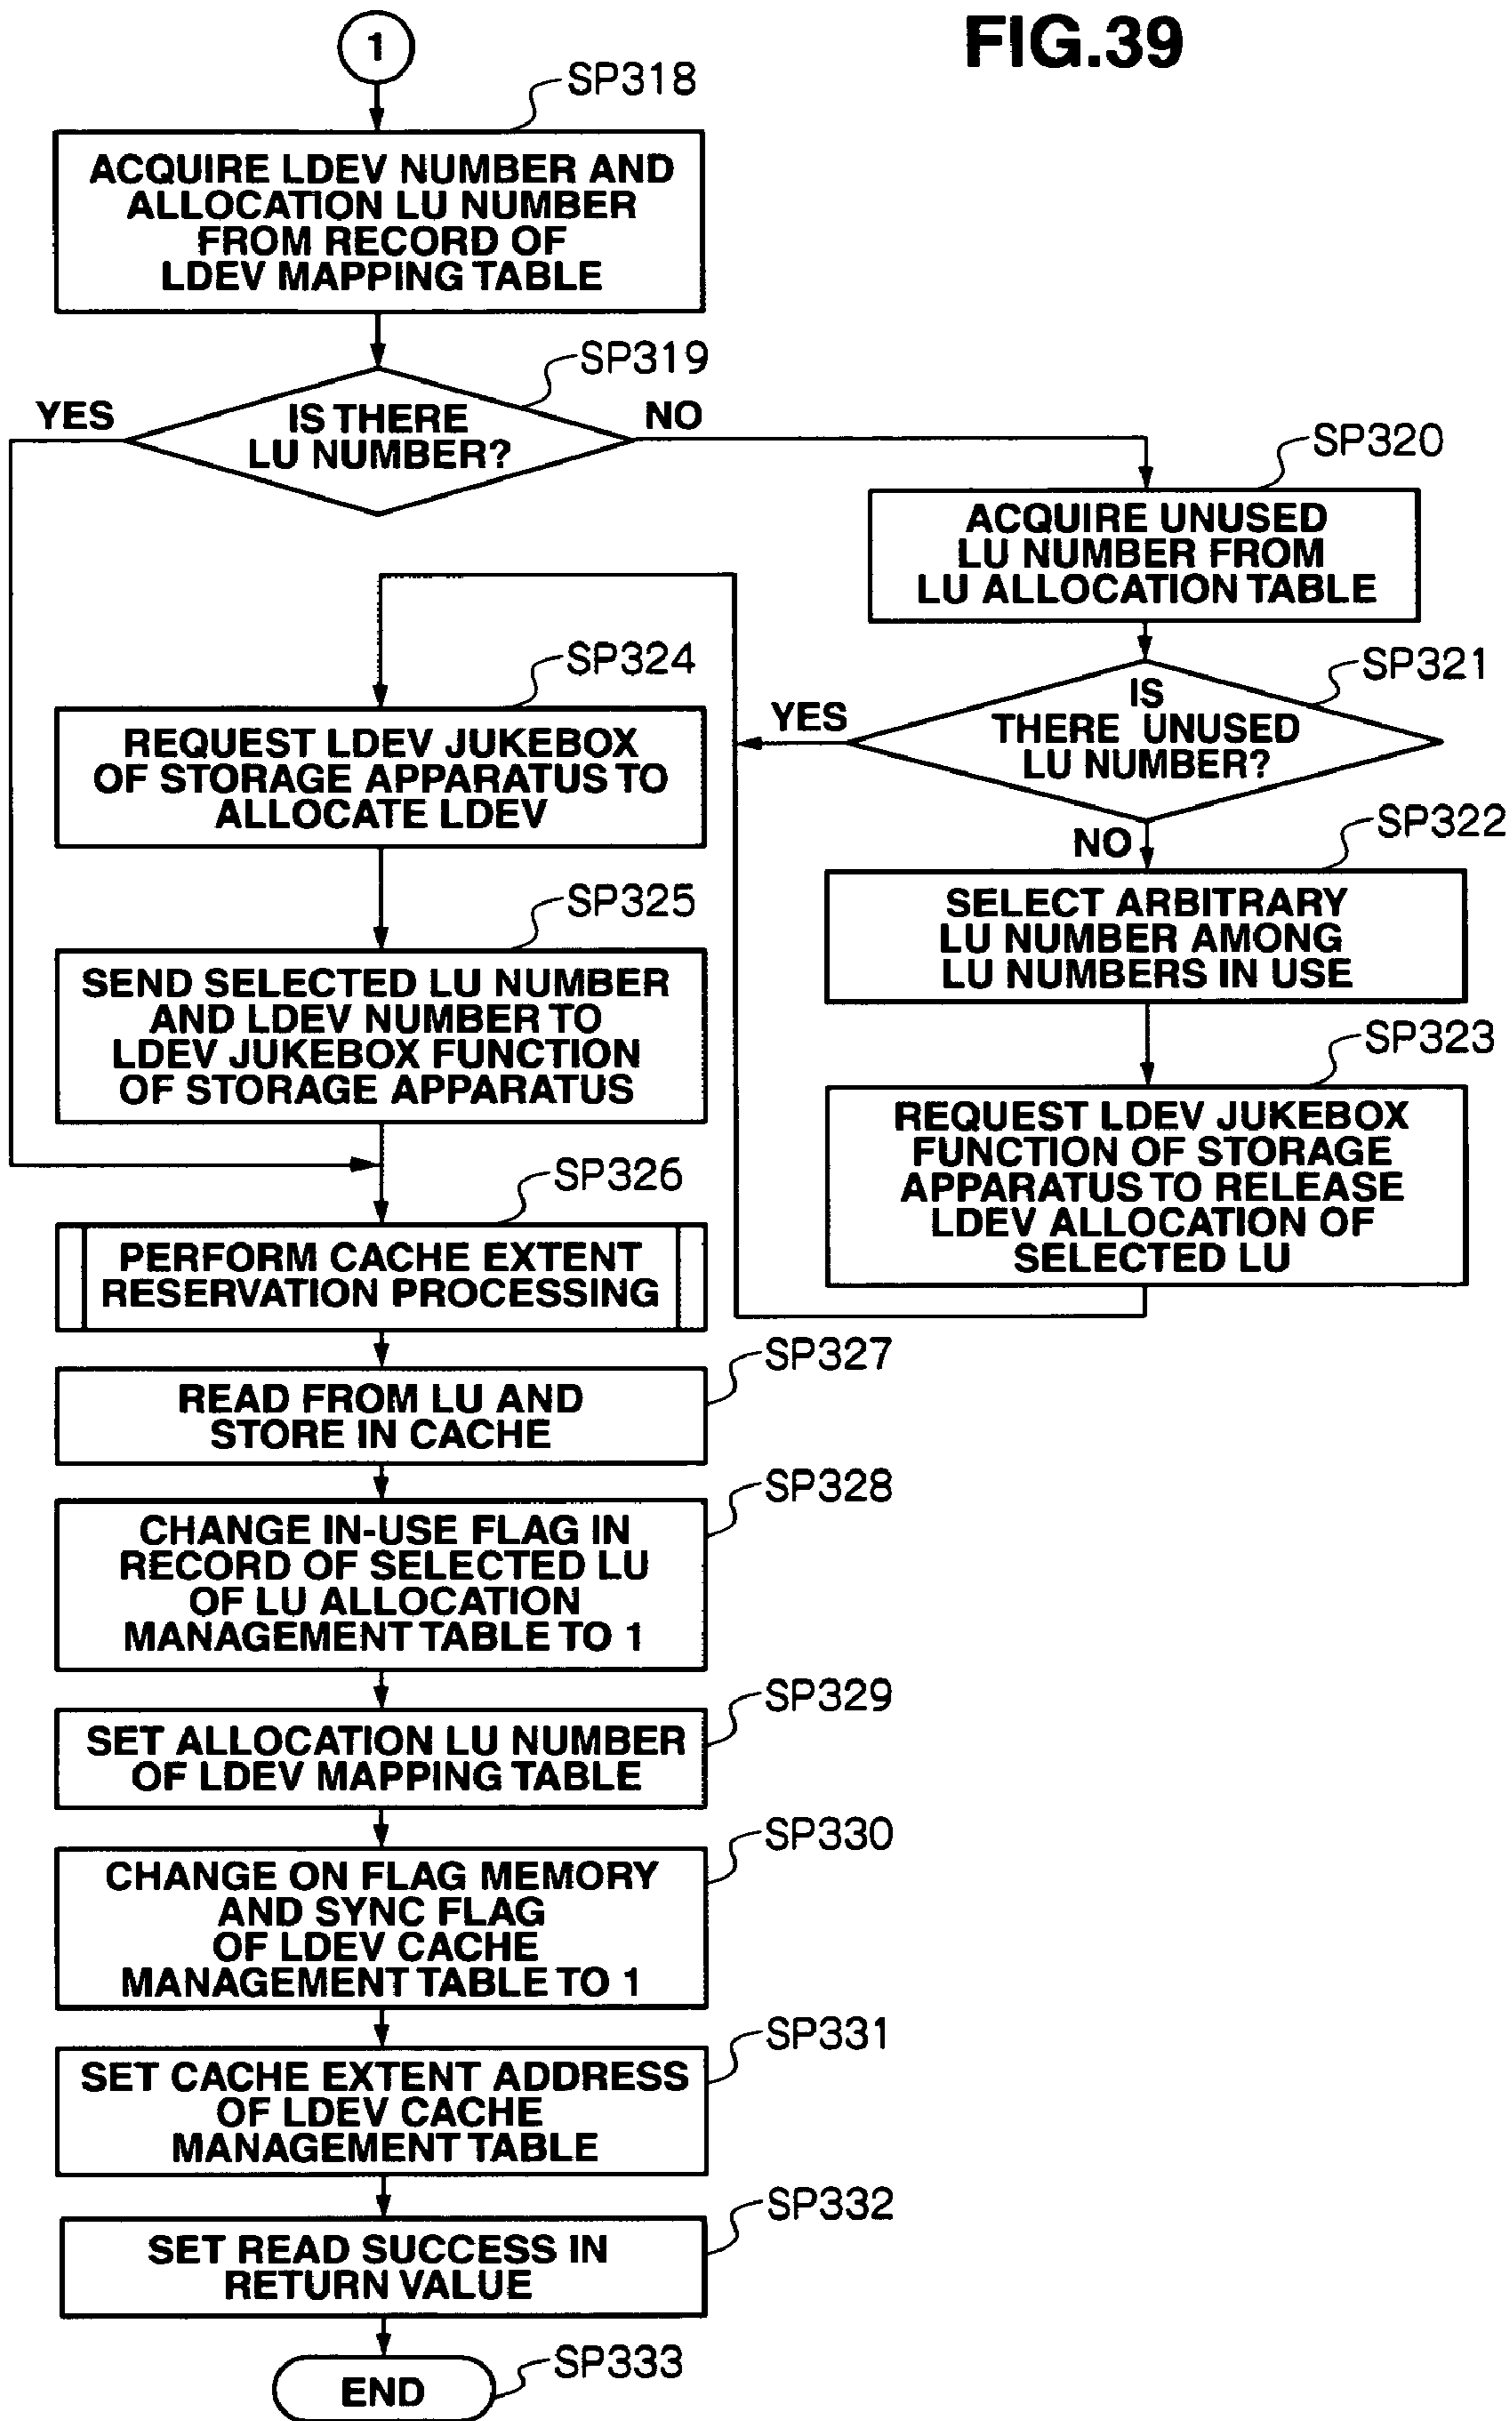 FIG.39
1
SP318
ACQUIRE LDEV NUMBER AND
ALLOCATION LU NUMBER
FROM RECORD OF
LDEV MAPPING TABLE
SP319
YES
IS THERE
LU NUMBER?
NO
SP320
ACQUIRE UNUSED
LU NUMBER FROM
LU ALLOCATION TABLE
SP321
IS
THERE UNUSED
LU NUMBER?
YES
NO
SP322
SELECT ARBITRARY
LU NUMBER AMONG
LU NUMBERS IN USE
SP323
REQUEST LDEV JUKEBOX
FUNCTION OF STORAGE
APPARATUS TO RELEASE
LDEV ALLOCATION OF
SELECTED LU
SP324
REQUEST LDEV JUKEBOX
OF STORAGE APPARATUS TO
ALLOCATE LDEV
SP325
SEND SELECTED LU NUMBER
AND LDEV NUMBER TO
LDEV JUKEBOX FUNCTION
OF STORAGE APPARATUS
SP326
PERFORM CACHE EXTENT
RESERVATION PROCESSING
SP327
READ FROM LU AND
STORE IN CACHE
SP328
CHANGE IN-USE FLAG IN
RECORD OF SELECTED LU
OF LU ALLOCATION
MANAGEMENT TABLE TO 1
SP329
SET ALLOCATION LU NUMBER
OF LDEV MAPPING TABLE
SP330
CHANGE ON FLAG MEMORY
AND SYNC FLAG
OF LDEV CACHE
MANAGEMENT TABLE TO 1
SP331
SET CACHE EXTENT ADDRESS
OF LDEV CACHE
MANAGEMENT TABLE
SP332
SET READ SUCCESS IN
RETURN VALUE
SP333
END